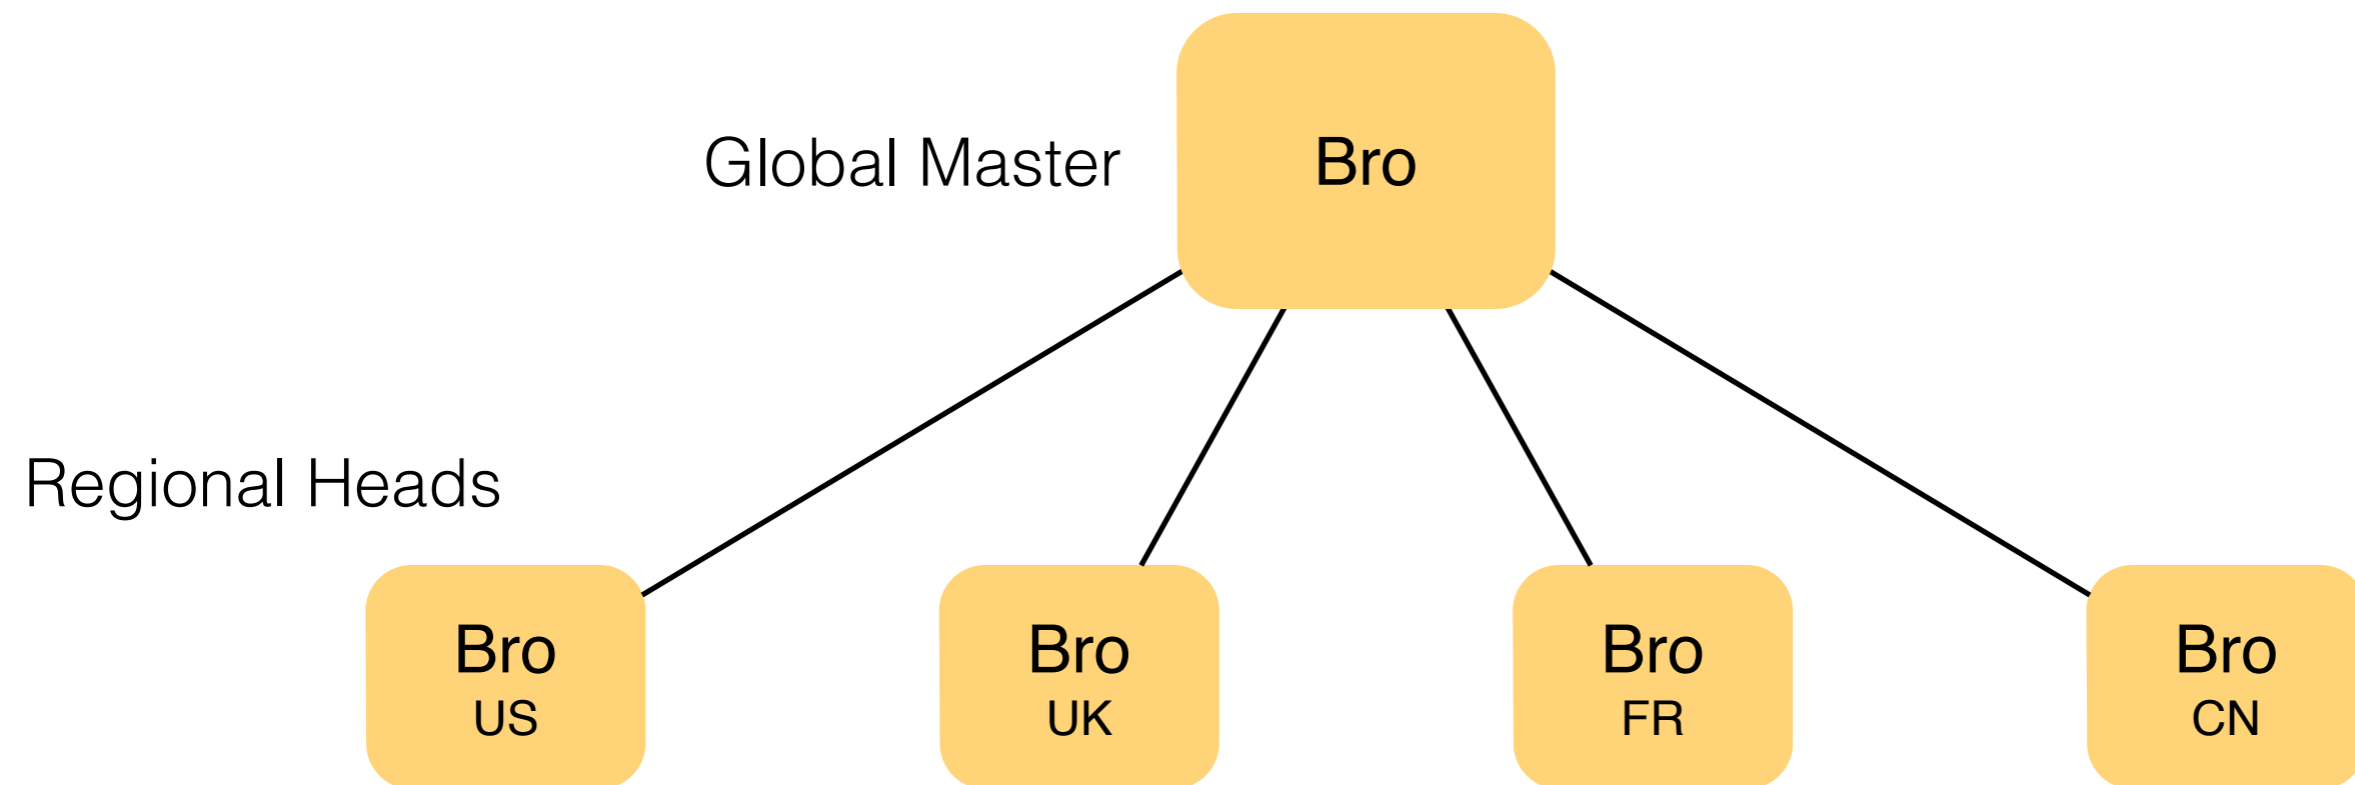 Global Master
Bro
Regional Heads
Bro
US
Bro
UK
Bro
FR
Bro
CN